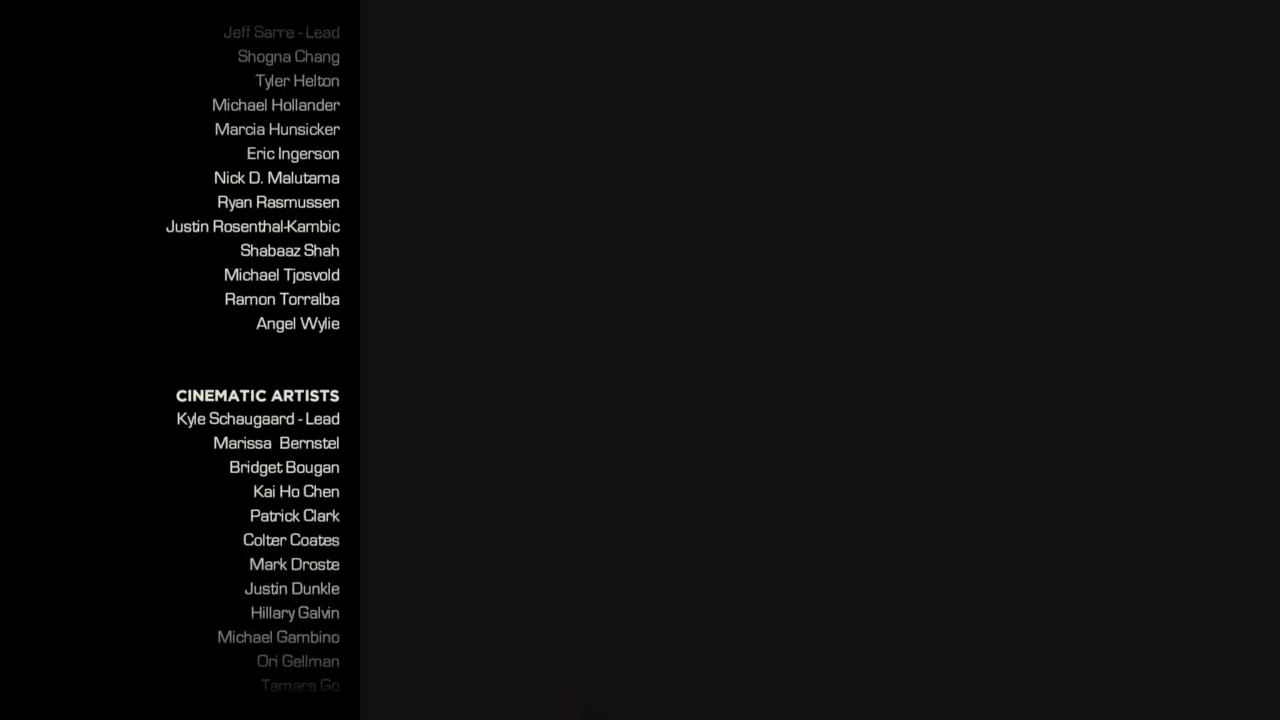 Jeff Sarre - Lead
Shogna Chang
Tyler Helton
Michael Hollander
Marcia Hunsicker
Eric Ingerson
Nick D. Malutama
Ryan Rasmussen
Justin Rosenthal-Kambic
Shabaaz Shah
Michael Tjosvold
Ramon Torralba
Angel Wylie
CINEMATIC ARTISTS
Kyle Schaugaard - Lead
Marissa  Bernstel
Bridget Bougan
Kai Ho Chen
Patrick Clark
Colter Coates
Mark Droste
Justin Dunkle
Hillary Galvin
Michael Gambino
Ori Gellman
Tamara Go